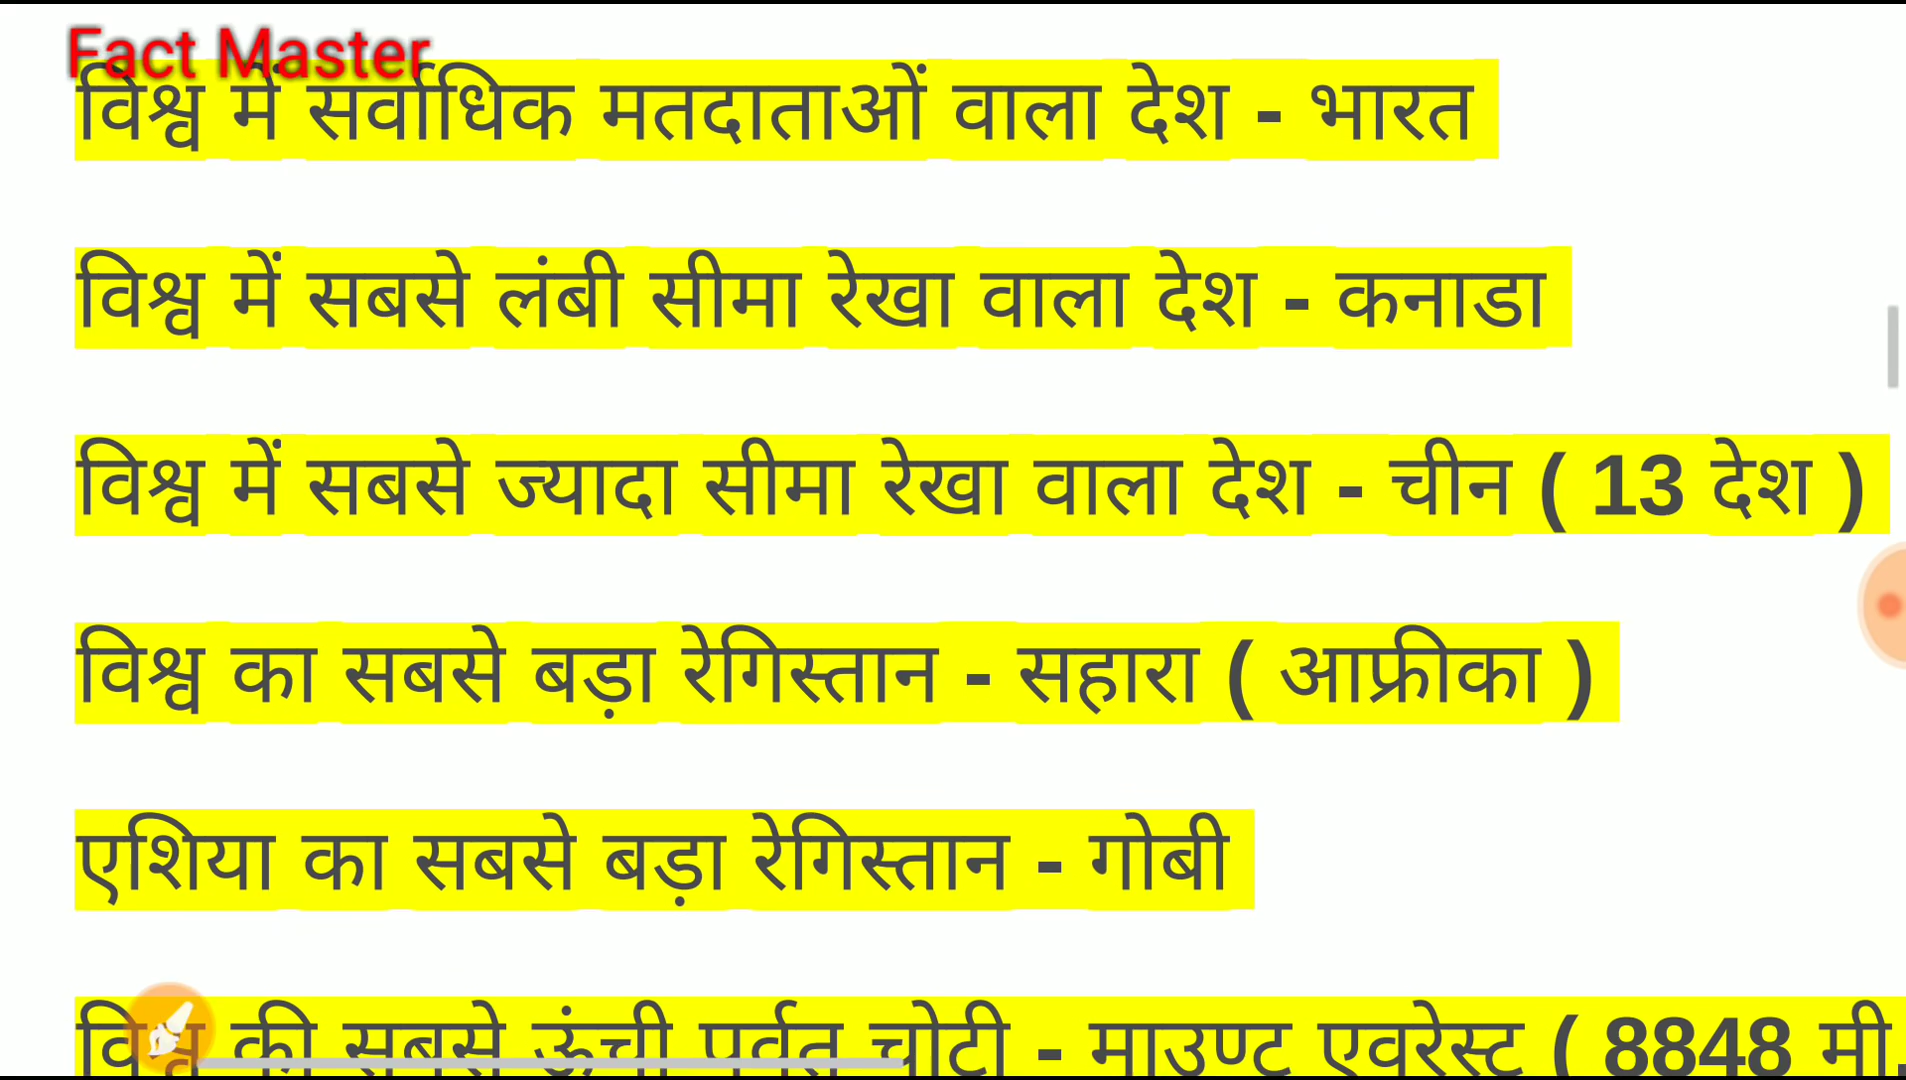 Fact Master
विश्व में सर्वाधिक मतदाताओं वाला देश - भारत
विश्व में सबसे लंबी सीमा रेखा वाला देश - कनाडा
विश्व में सबसे ज्यादा सीमा रेखा वाला देश - चीन ( 13 देश )
विश्व का सबसे बड़ा रेगिस्तान - सहारा ( आफ्रीका )
एशिया का सबसे बड़ा रेगिस्तान - गोबी
विश्व की सबसे ऊंची पर्वत चोटी - माउण्ट एवरेस्ट ( 8848 मी.